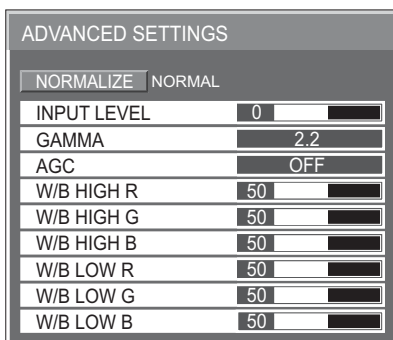 ADVANCED SETTINGS
NORMALIZE NORMAL
INPUT LEVEL 0
GAMMA 2.2
AGC OFF
W/B HIGH R 50
W/B HIGH G 50
W/B HIGH B 50
W/B LOW R 50
W/B LOW G 50
W/B LOW B 50